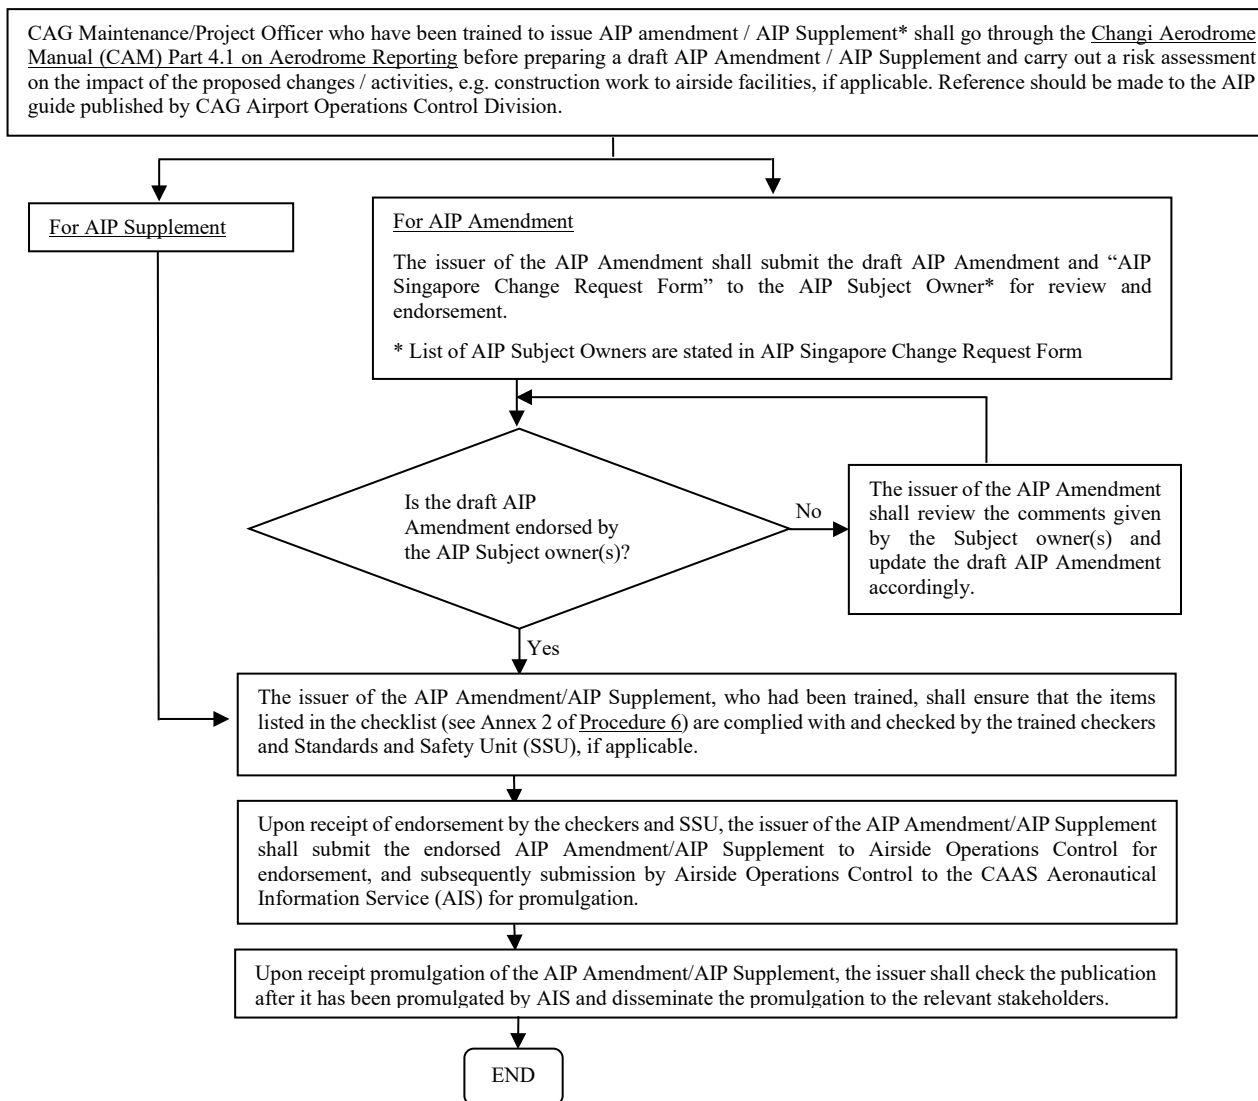 CAG Maintenance/Project Officer who have been trained to issue AIP amendment / AIP Supplement* shall go through the Changi Aerodrome
Manual (CAM) Part 4.1 on Aerodrome Reporting before preparing a draft AIP Amendment / AIP Supplement and carry out a risk assessment
on the impact of the proposed changes / activities, e.g. construction work to airside facilities, if applicable. Reference should be made to the AIP
guide published by CAG Airport Operations Control Division.
For AIP Supplement
For AIP Amendment
The issuer of the AIP Amendment shall submit the draft AIP Amendment and “AIP
Singapore Change Request Form” to the AIP Subject Owner* for review and
endorsement.
* List of AIP Subject Owners are stated in AIP Singapore Change Request Form
Is the draft AIP
Amendment endorsed by
the AIP Subject owner(s)?
No
The issuer of the AIP Amendment
shall review the comments given
by the Subject owner(s) and
update the draft AIP Amendment
accordingly.
Yes
The issuer of the AIP Amendment/AIP Supplement, who had been trained, shall ensure that the items
listed in the checklist (see Annex 2 of Procedure 6) are complied with and checked by the trained checkers
and Standards and Safety Unit (SSU), if applicable.
Upon receipt of endorsement by the checkers and SSU, the issuer of the AIP Amendment/AIP Supplement
shall submit the endorsed AIP Amendment/AIP Supplement to Airside Operations Control for
endorsement, and subsequently submission by Airside Operations Control to the CAAS Aeronautical
Information Service (AIS) for promulgation.
Upon receipt promulgation of the AIP Amendment/AIP Supplement, the issuer shall check the publication
after it has been promulgated by AIS and disseminate the promulgation to the relevant stakeholders.
END